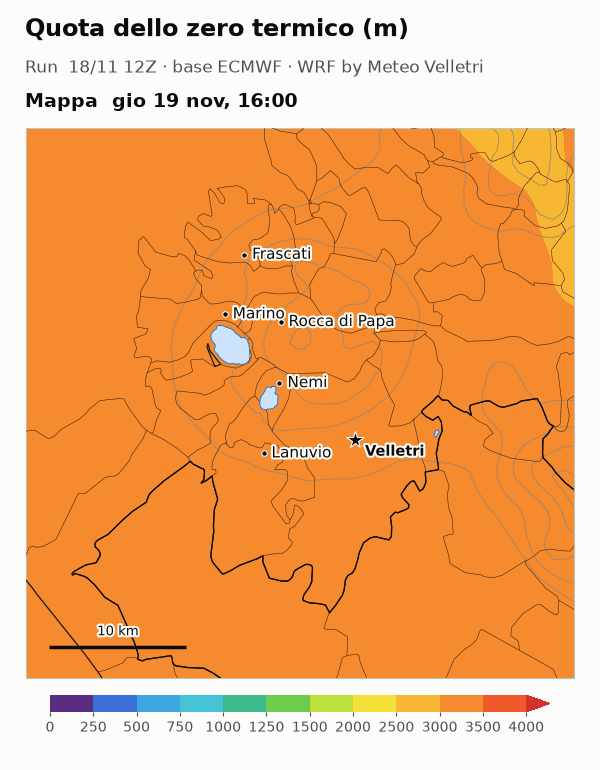 Quota dello zero termico (m)
Run 18/11 12Z · base ECMWF · WRF by Meteo Velletri
Mappa gio 19 nov, 16:00
Frascati
Marino
Rocca di Papa
Nemi
Velletri
Lanuvio
10 km
0 250 500 750 1000 1250 1500 2000 2500 3000 3500 4000